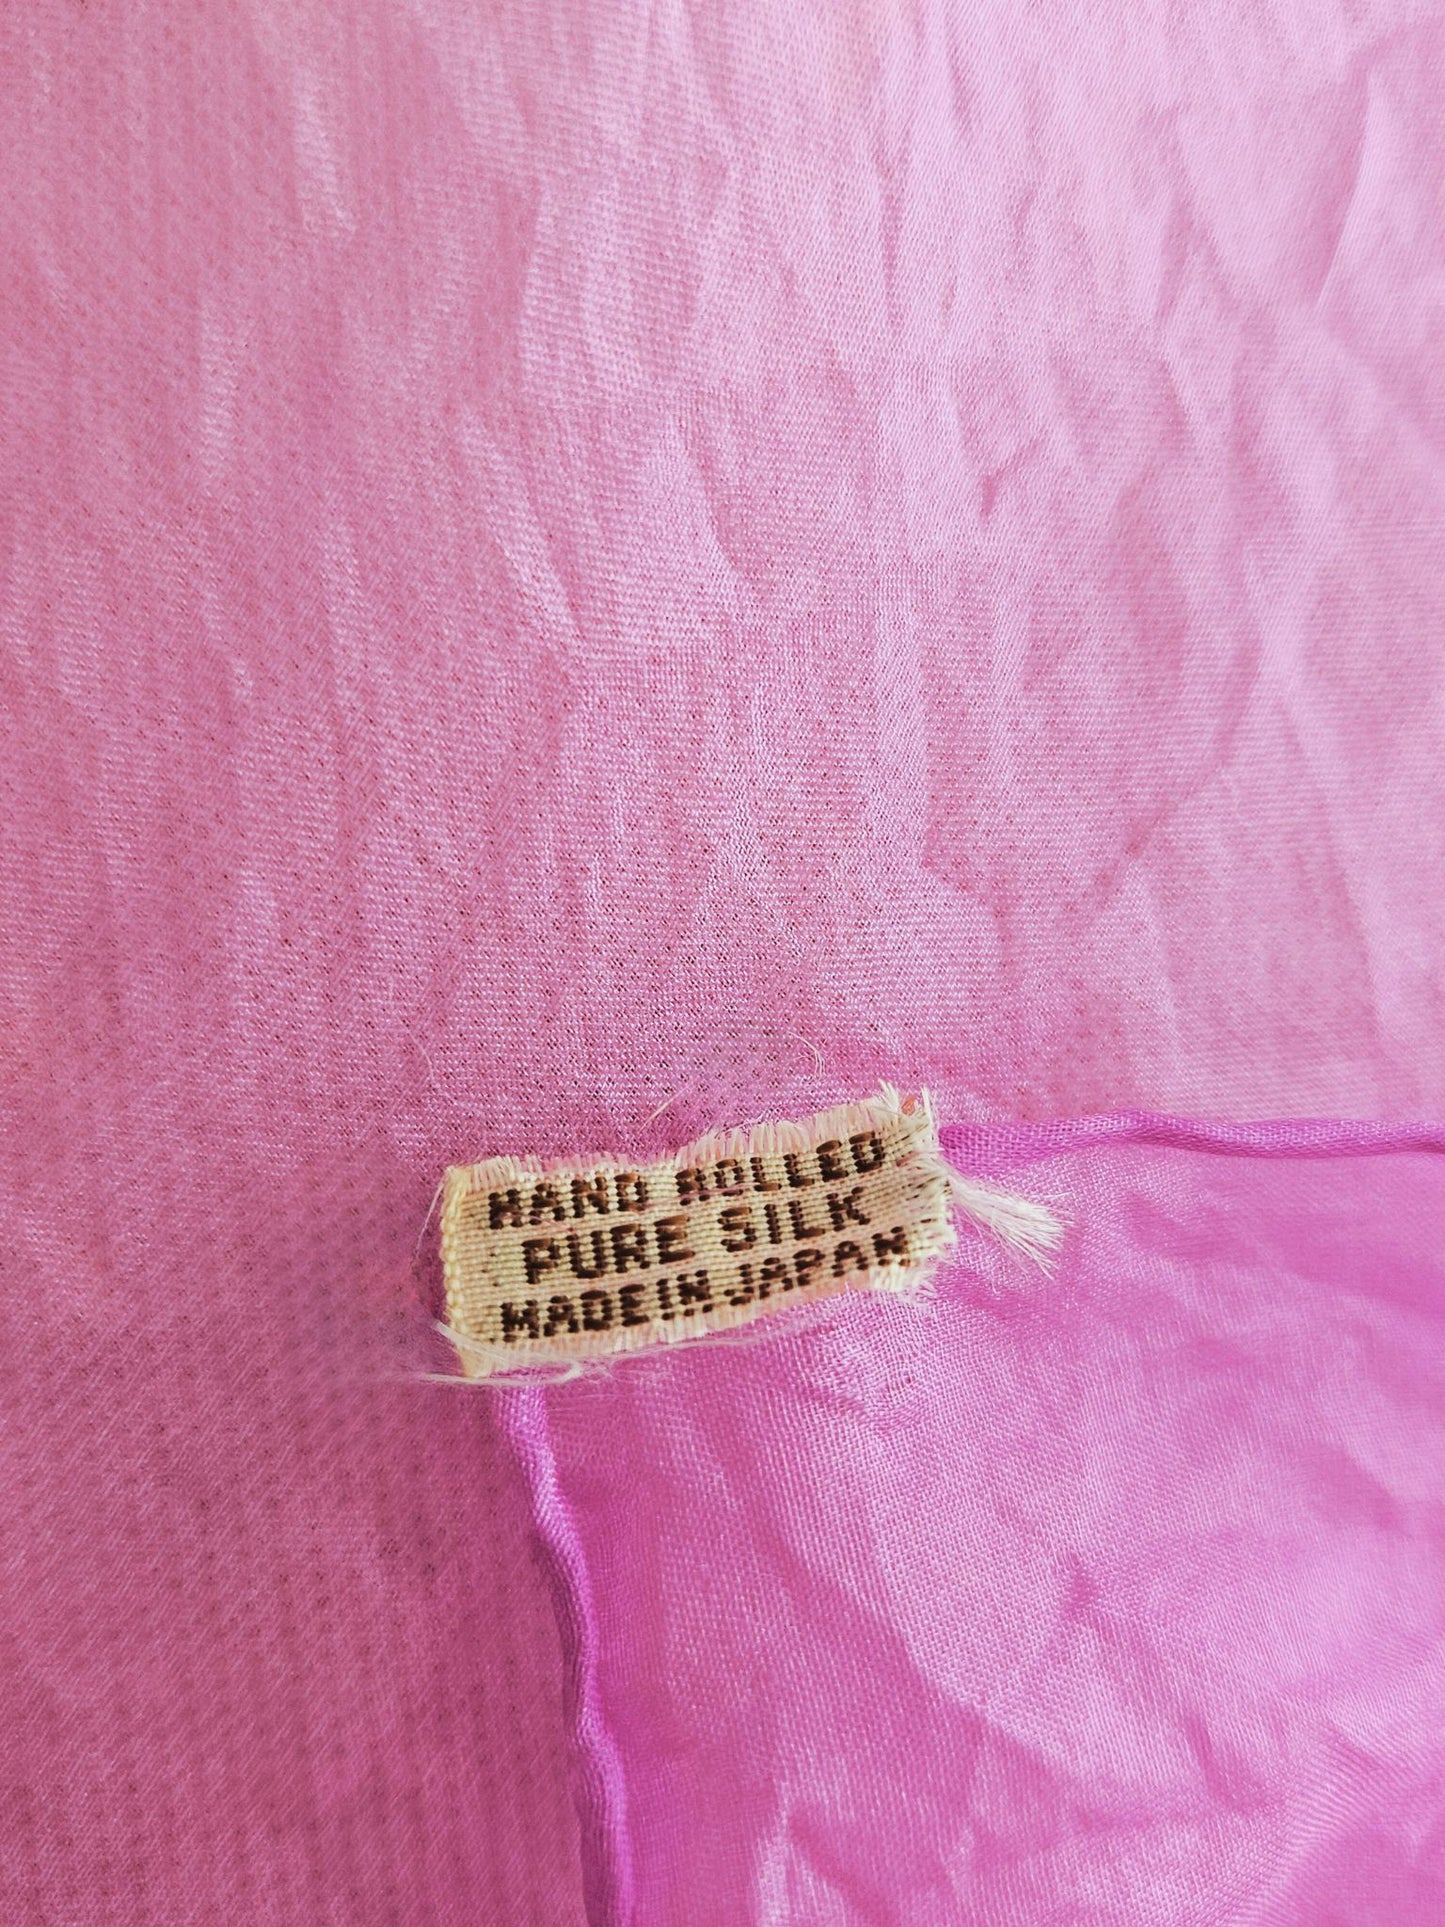 HAND ROLLED
PURE SILK
MADE IN JAPAN